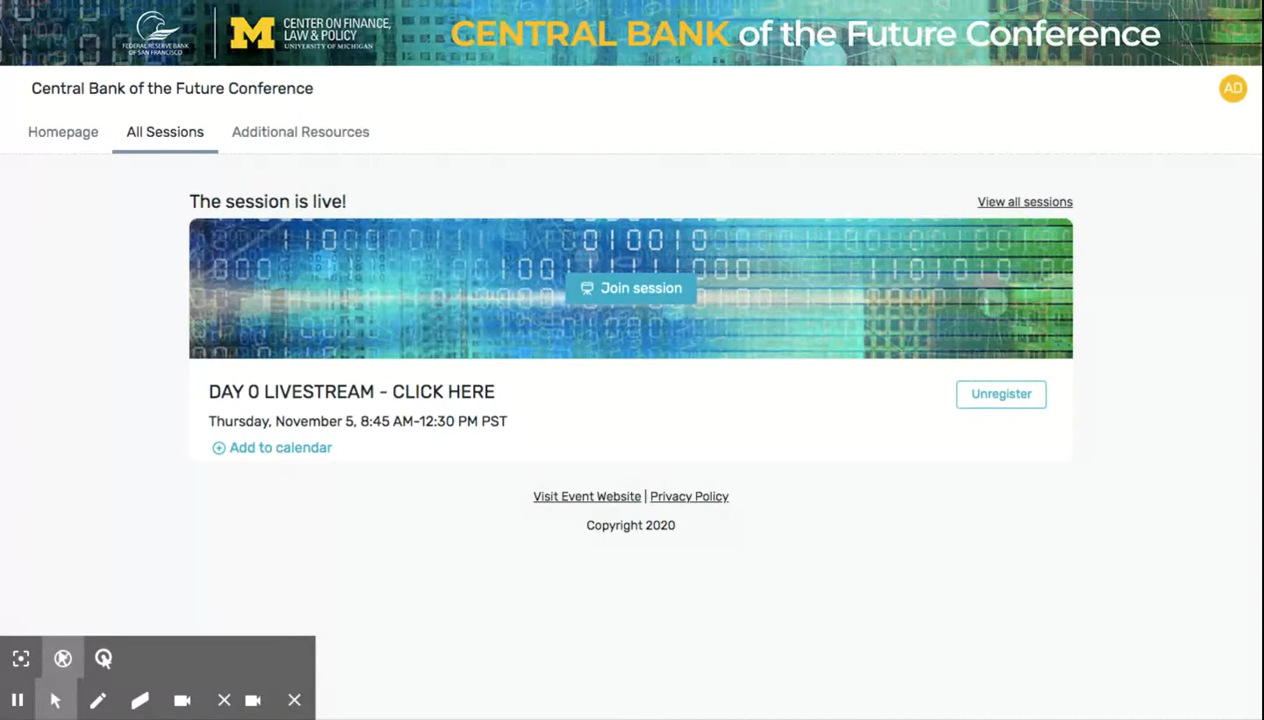 FEDERAL RESERVE BANK
OF SAN FRANCISCO
M
CENTER ON FINANCE,
LAW & POLICY
UNIVERSITY OF MICHIGAN
CENTRAL BANK of the Future Conference
Central Bank of the Future Conference
AD
Homepage All Sessions Additional Resources
The session is live!
View all sessions
Join session
DAY 0 LIVESTREAM - CLICK HERE
Unregister
Thursday, November 5, 8:45 AM-12:30 PM PST
Add to calendar
Visit Event Website | Privacy Policy
Copyright 2020